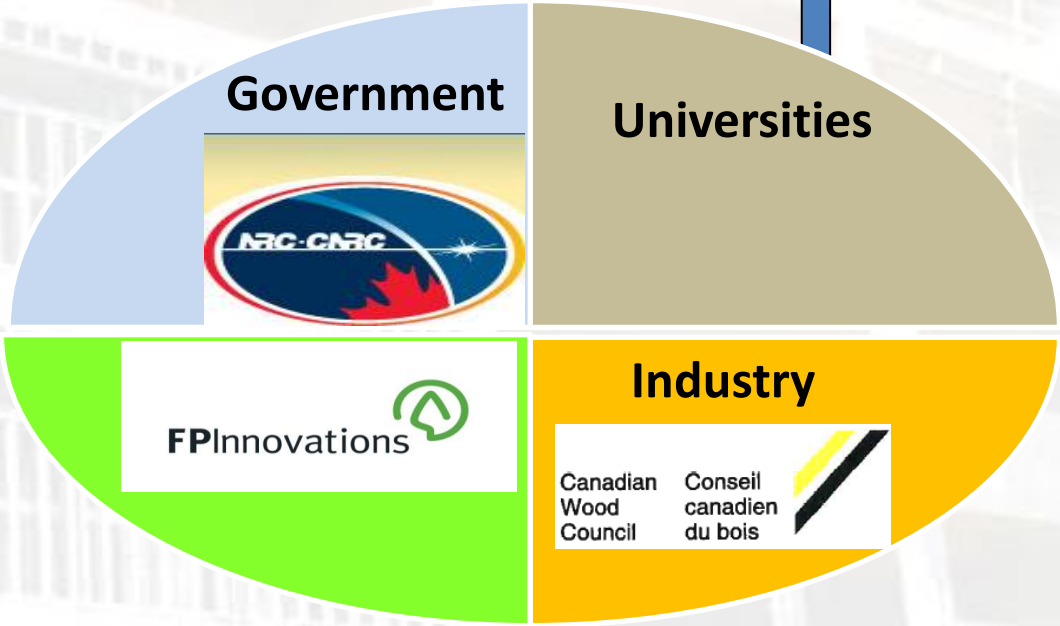 Government
Universities
NRC·CNRC
FPInnovations
Industry
Canadian
Wood
Council
Conseil
canadien
du bois